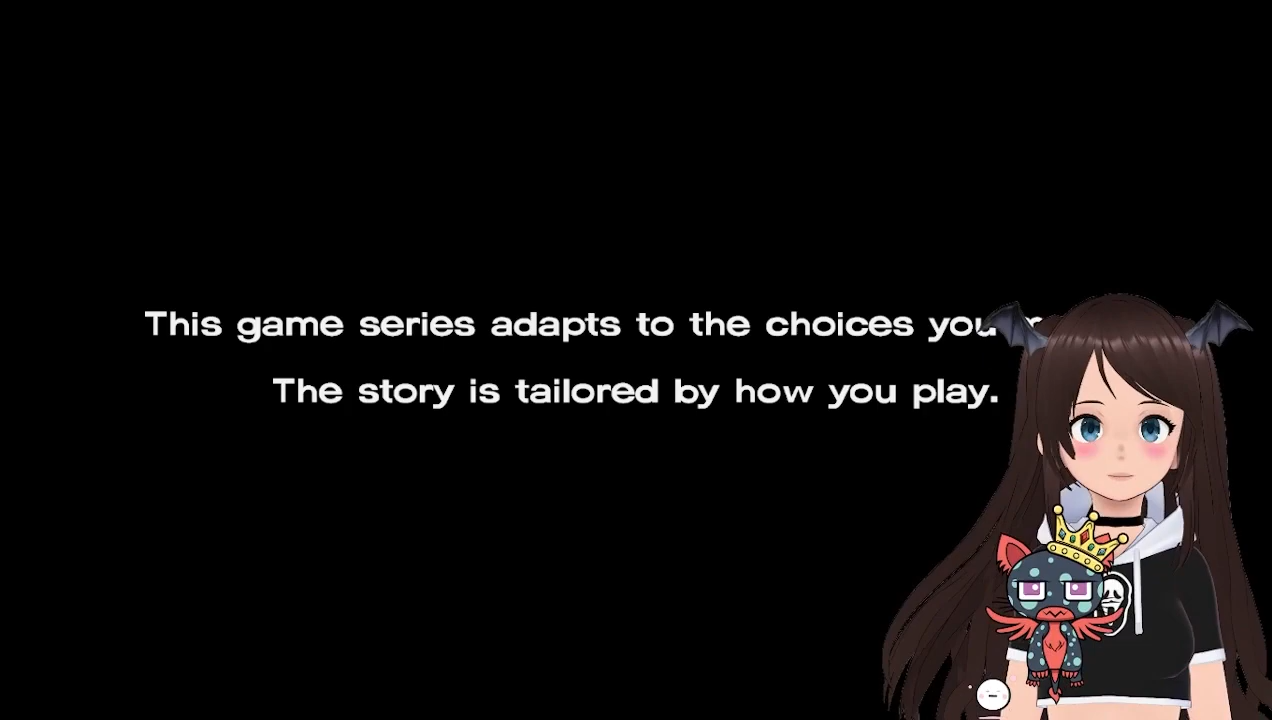 This game series adapts to the choices you
The story is tailored by how you play.